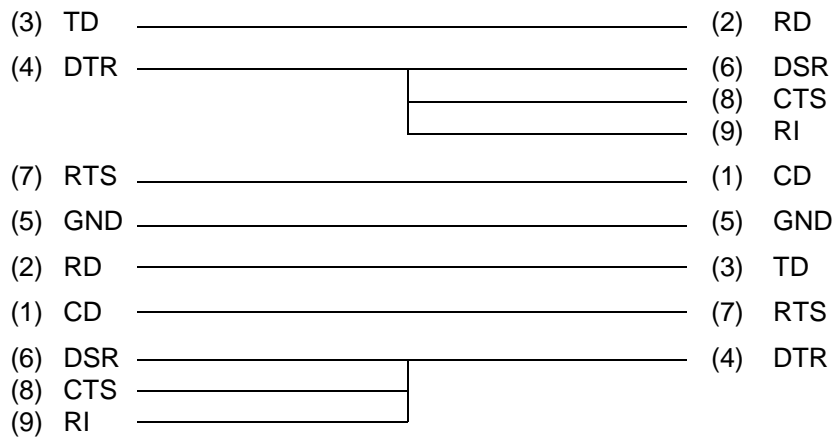 (3) TD (2) RD
(4) DTR (6) DSR
(8) CTS
(9) RI
(7) RTS (1) CD
(5) GND (5) GND
(2) RD (3) TD
(1) CD (7) RTS
(6) DSR (4) DTR
(8) CTS
(9) RI